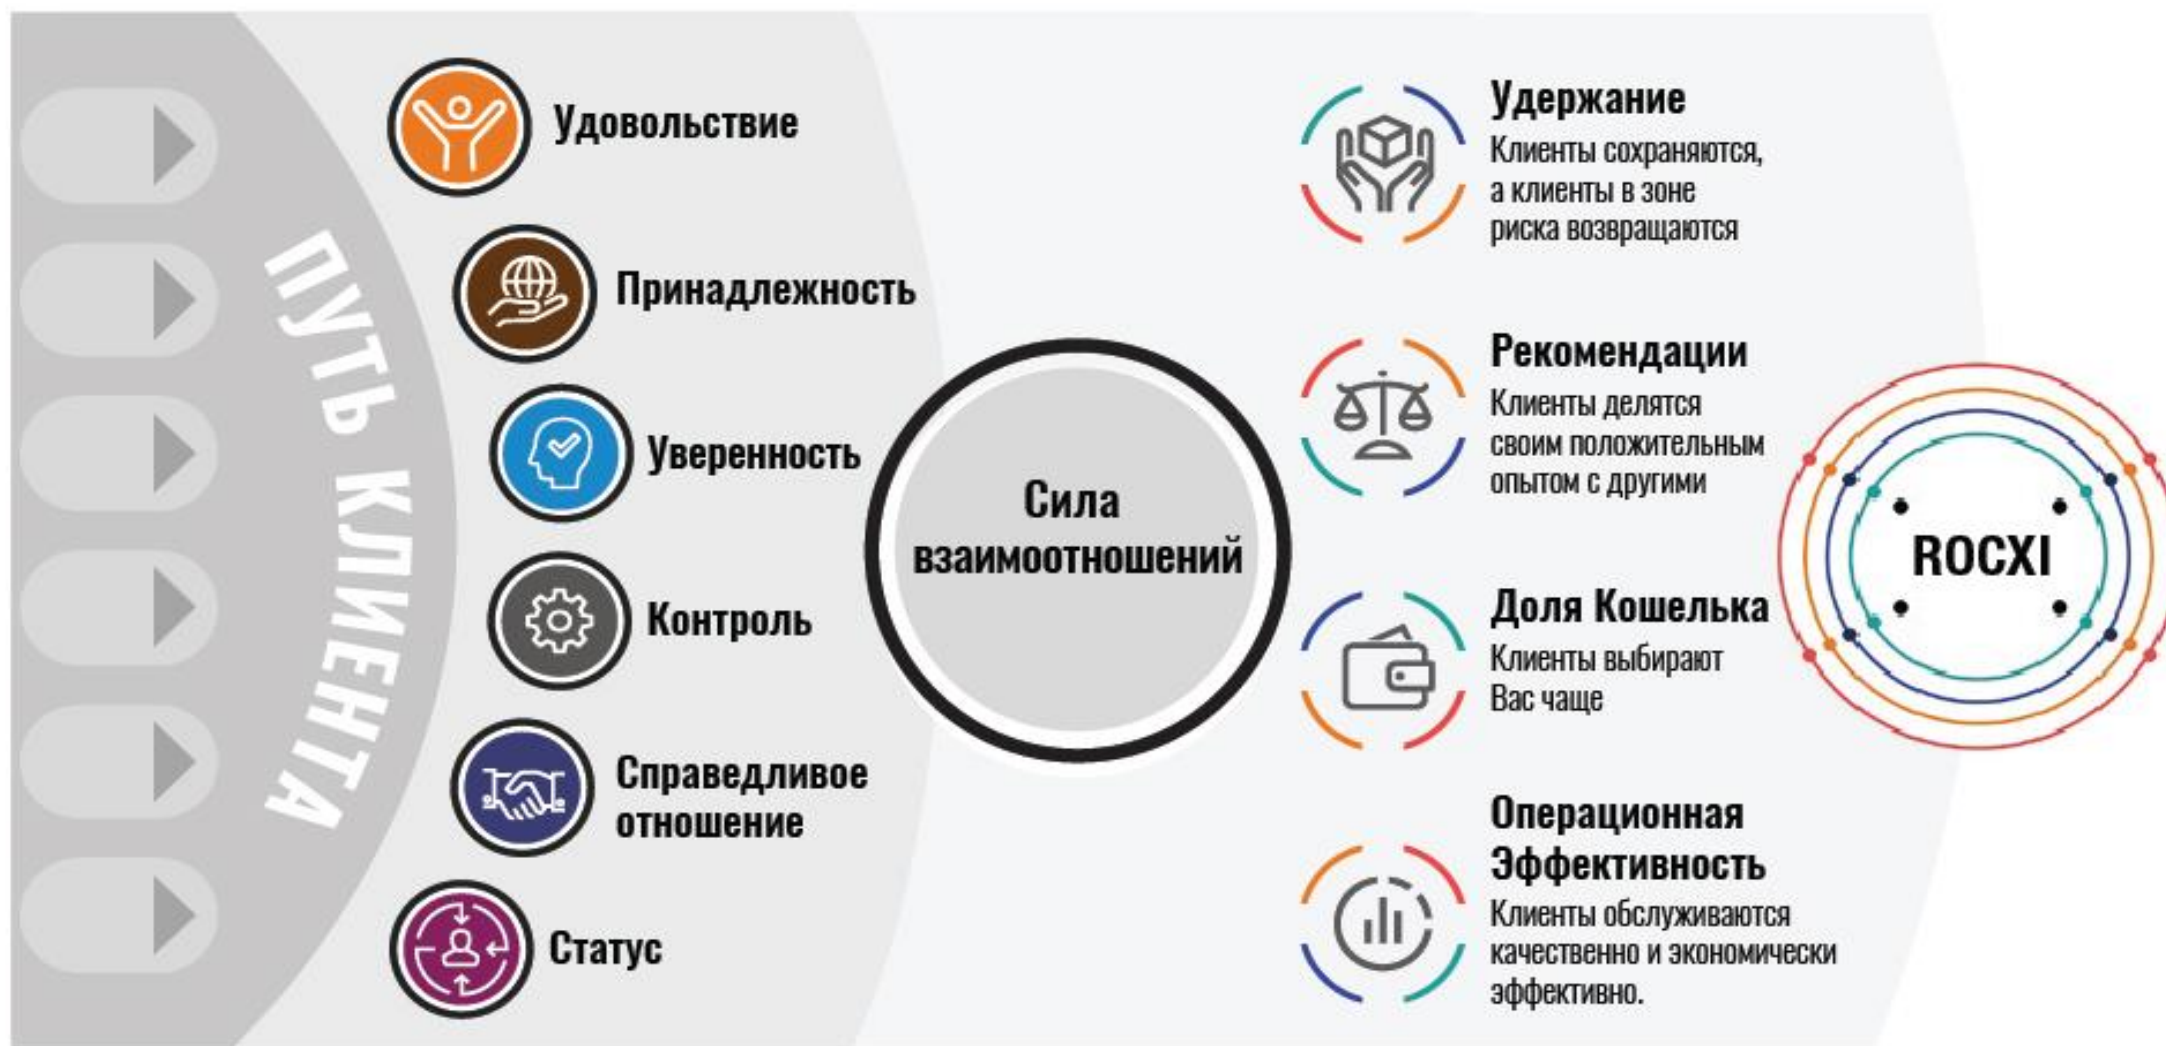 ПУТЬ КЛИЕНТА
Удовольствие
Принадлежность
Уверенность
Контроль
Справедливое
отношение
Статус
Сила
взаимоотношений
Удержание
Клиенты сохраняются,
а клиенты в зоне
риска возвращаются
Рекомендации
Клиенты делятся
своим положительным
опытом с другими
Доля Кошелька
Клиенты выбирают
Вас чаще
Операционная
Эффективность
Клиенты обслуживаются
качественно и экономически
эффективно.
ROCXI